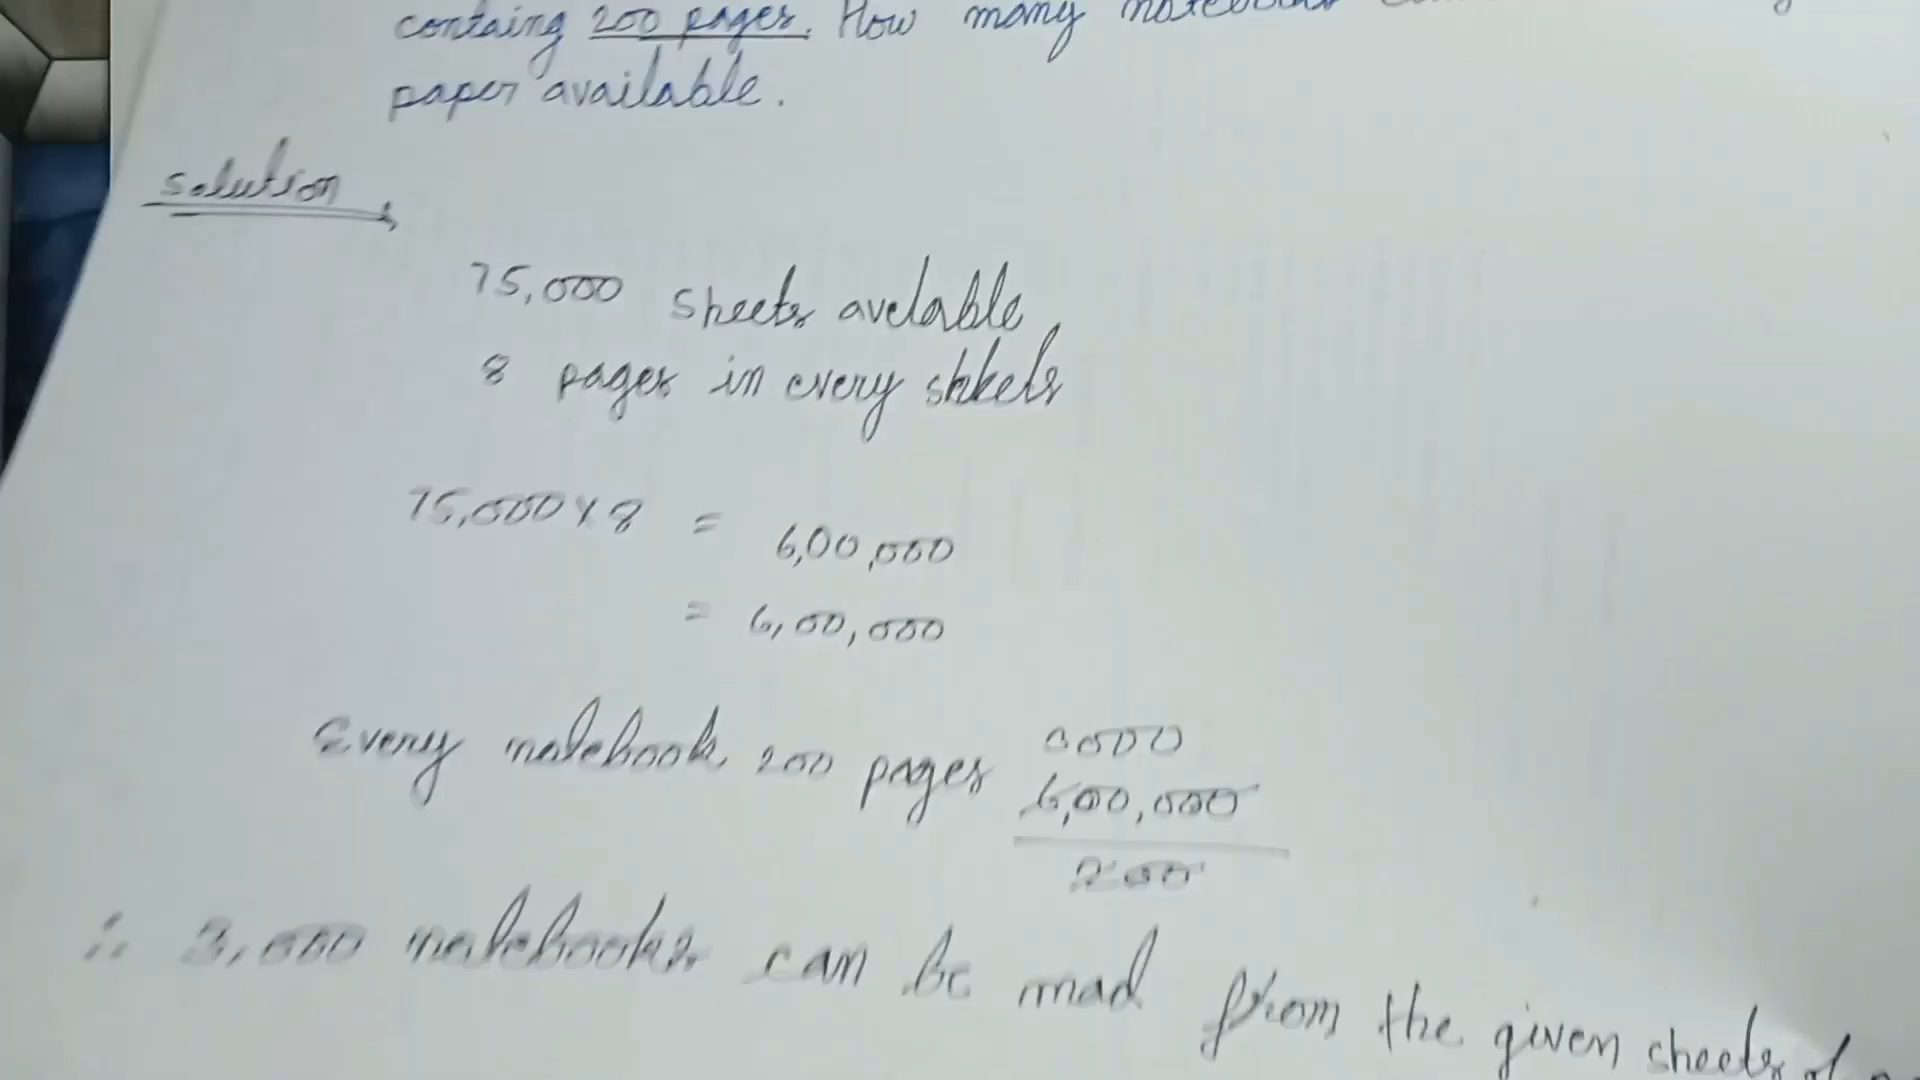 containg 200 pages. How many
paper available.
Solution
75,000 sheets avelable
8 pages in every
75,000 × 8 = 6,00,000
= 6,00,000
Every notebook 200 pages
6,00,000
200
∴ 3,000 notebooks can be mad from the given sheets of